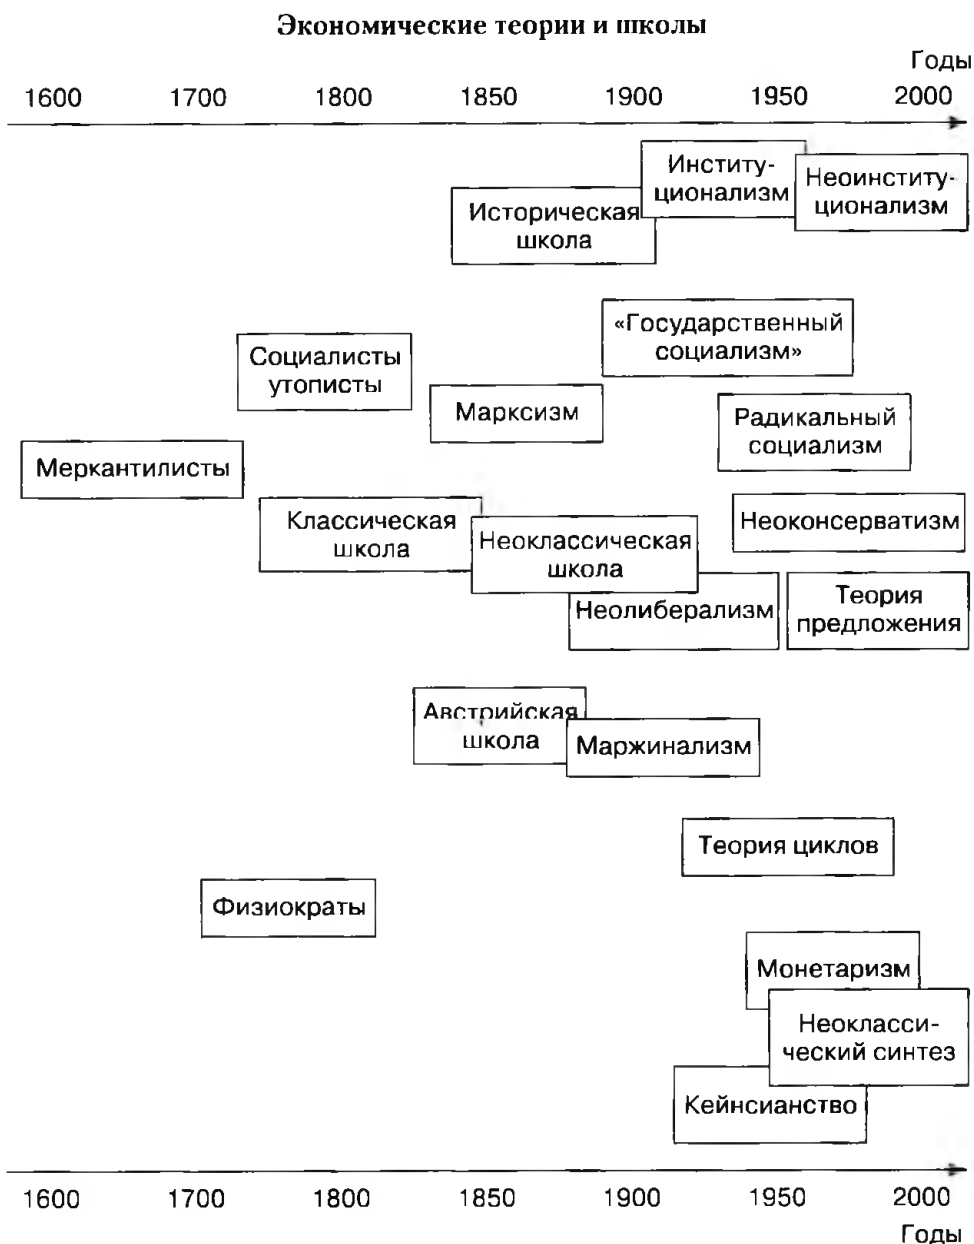 Экономические теории и школы
Годы
1600 1700 1800 1850 1900 1950 2000
Институ-
ционализм
Неоинститу-
ционализм
Историческая
школа
«Государственный
социализм»
Социалисты
утописты
Марксизм
Радикальный
социализм
Меркантилисты
Классическая
школа
Неоклассическая
школа
Неоконсерватизм
Неолиберализм
Теория
предложения
Австрийская
школа
Маржинализм
Теория циклов
Физиократы
Монетаризм
Неокласси-
ческий синтез
Кейнсианство
1600 1700 1800 1850 1900 1950 2000
Годы